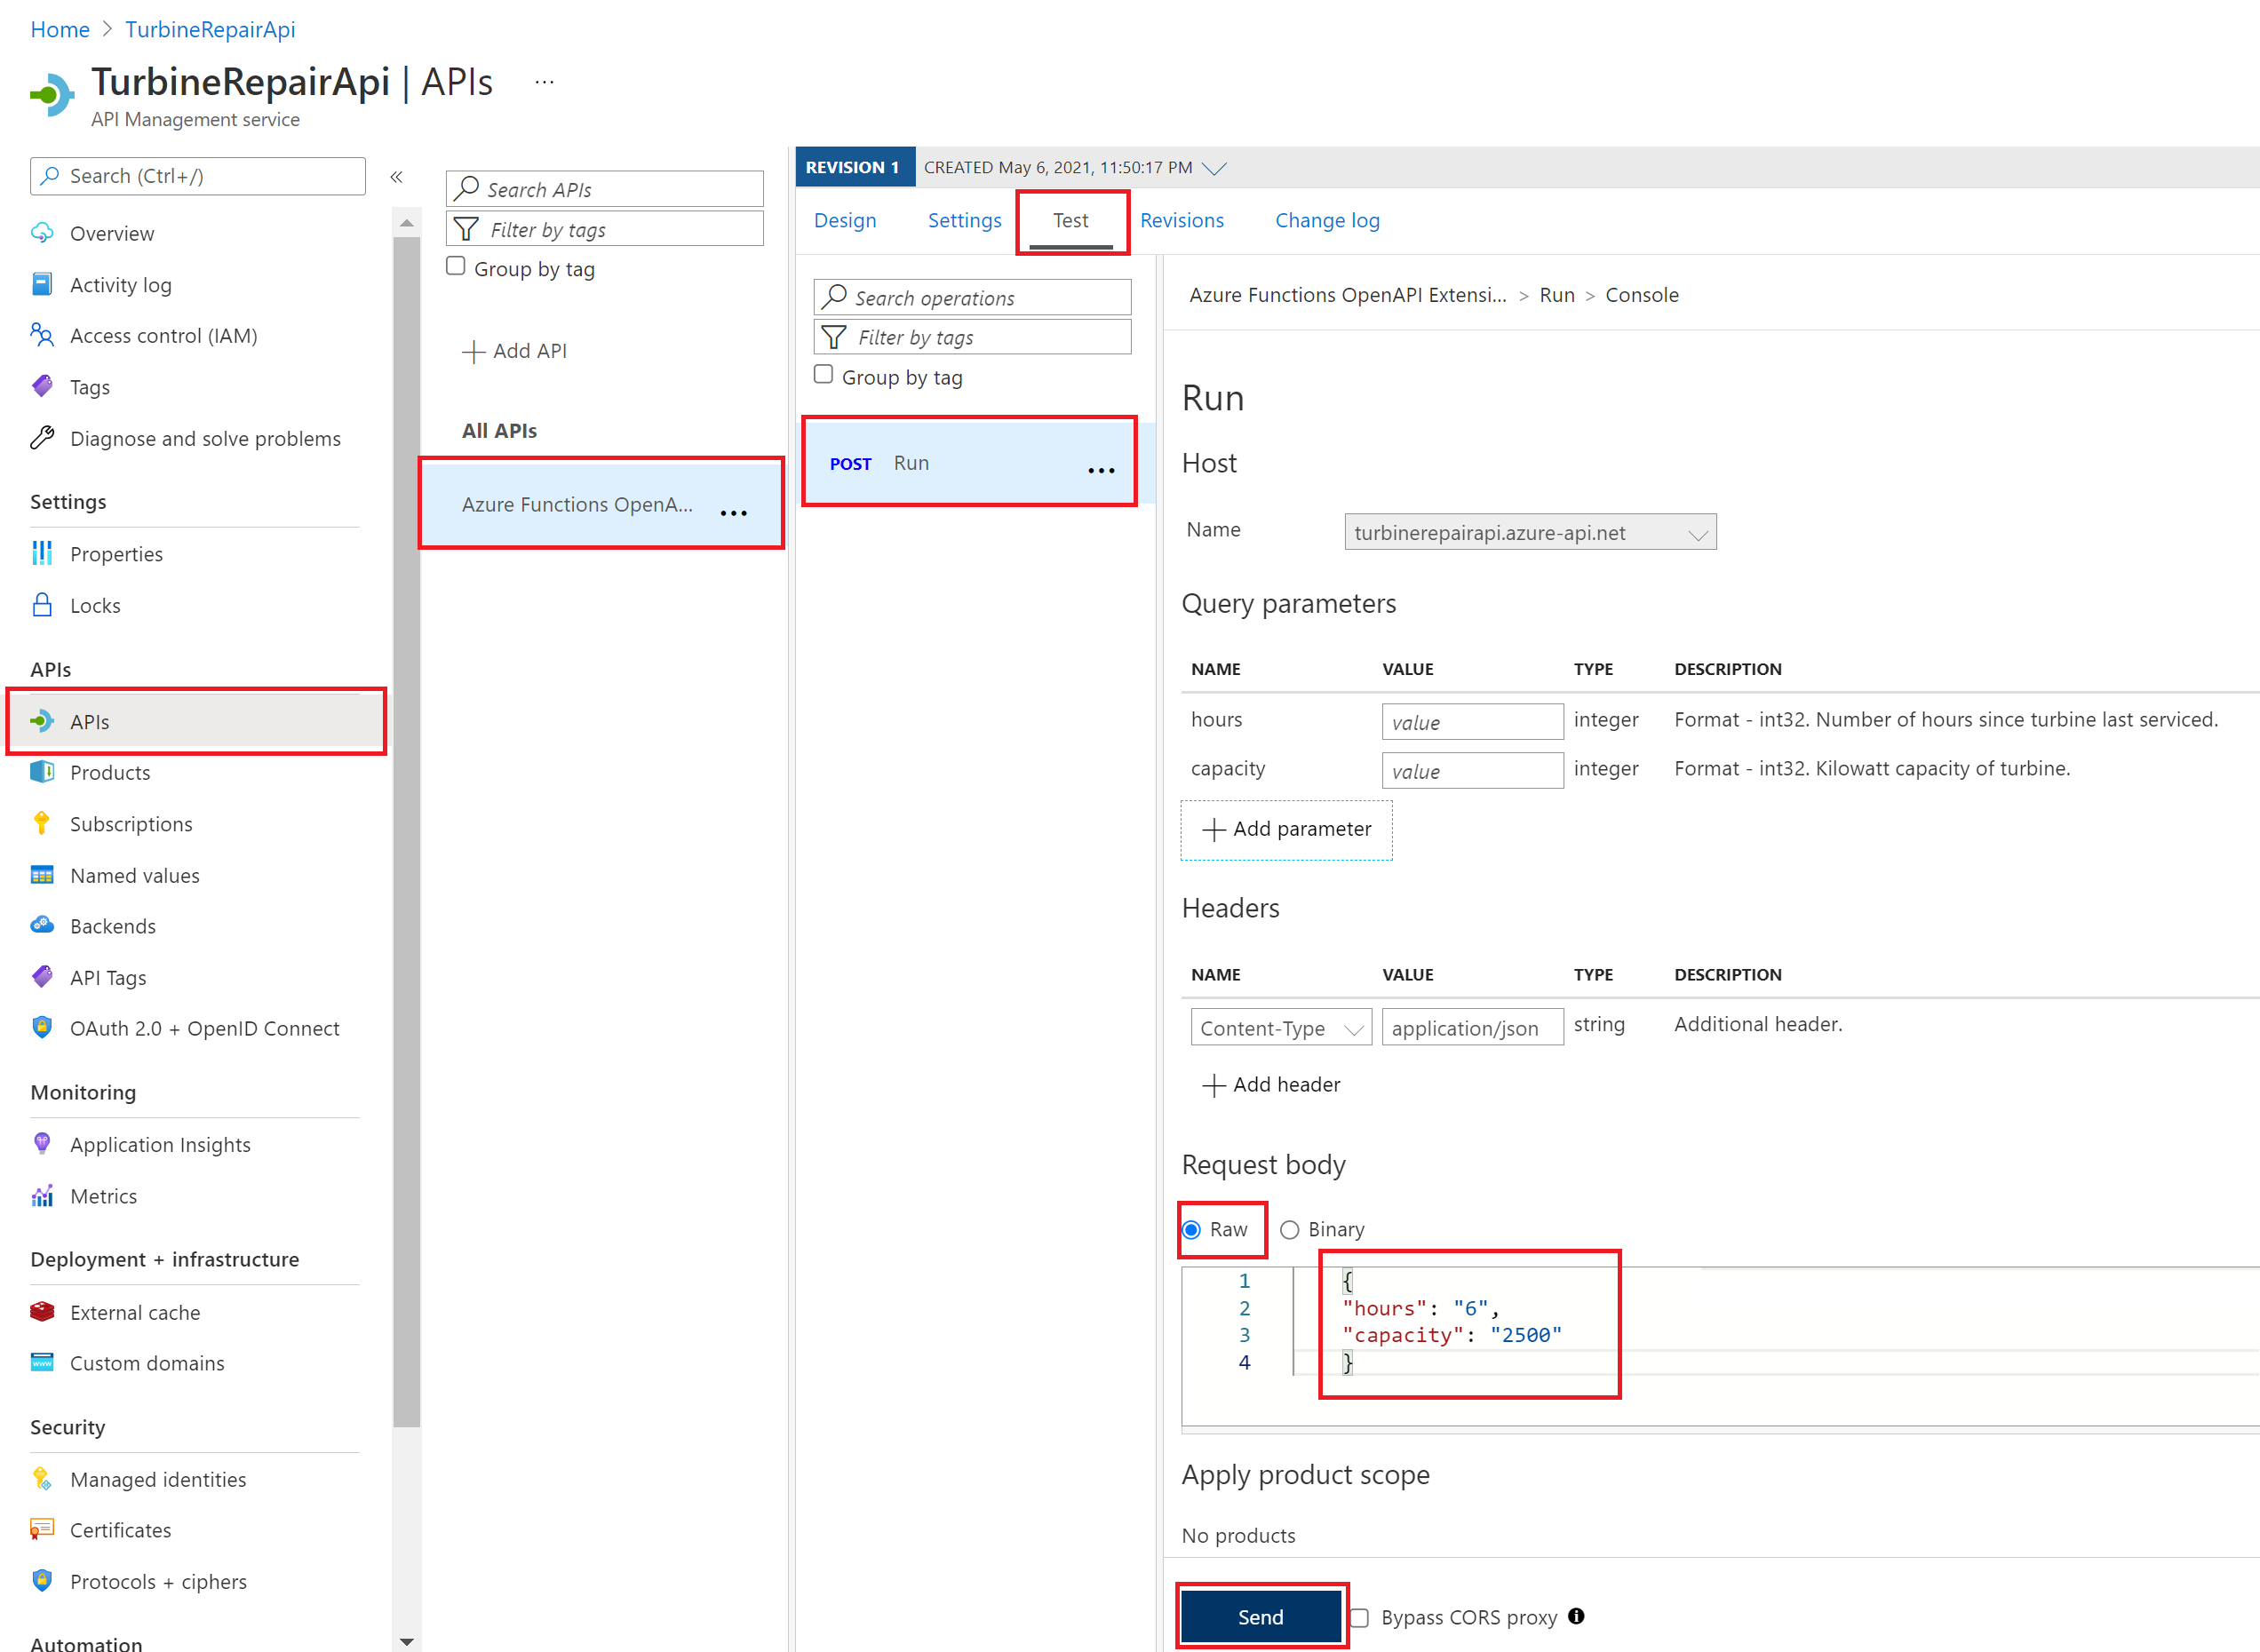 Home > TurbineRepairApi
TurbineRepairApi | APIs ...
API Management service
Search (Ctrl+/) «
Overview
Activity log
Access control (IAM)
Tags
Diagnose and solve problems
Settings
Properties
Locks
APIs
APIs
Products
Subscriptions
Named values
Backends
API Tags
OAuth 2.0 + OpenID Connect
Monitoring
Application Insights
Metrics
Deployment + infrastructure
External cache
Custom domains
Security
Managed identities
Certificates
Protocols + ciphers
Automation
Search APIs
Filter by tags
Group by tag
+ Add API
All APIs
Azure Functions OpenA... ...
REVISION 1 CREATED May 6, 2021, 11:50:17 PM
Design Settings Test Revisions Change log
Search operations
Filter by tags
Group by tag
POST Run ...
Azure Functions OpenAPI Extensi... > Run > Console
Run
Host
Name turbinerepairapi.azure-api.net
Query parameters
NAME VALUE TYPE DESCRIPTION
hours value integer Format - int32. Number of hours since turbine last serviced.
capacity value integer Format - int32. Kilowatt capacity of turbine.
+ Add parameter
Headers
NAME VALUE TYPE DESCRIPTION
Content-Type application/json string Additional header.
+ Add header
Request body
Raw Binary
1 {
2 "hours": "6",
3 "capacity": "2500"
4 }
Apply product scope
No products
Send Bypass CORS proxy